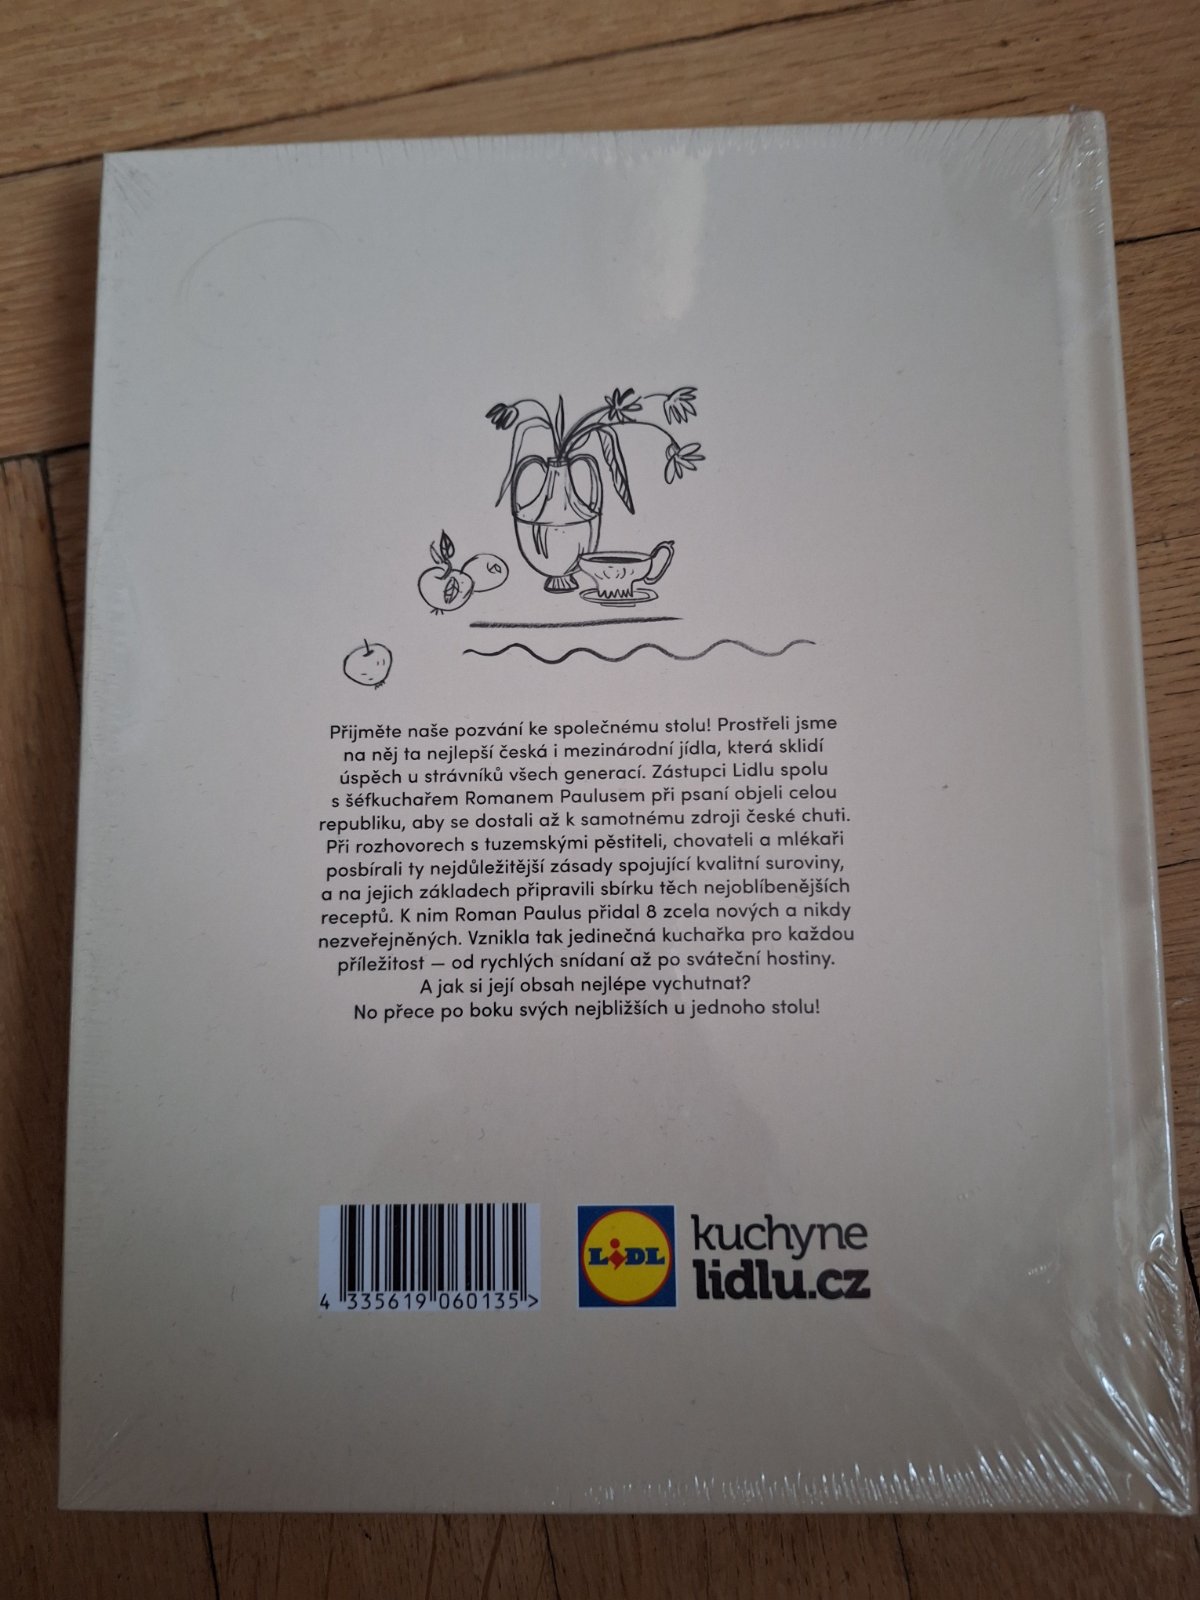 Přijměte naše pozvání ke společnému stolu! Prostřeli jsme
na něj ta nejlepší česká i mezinárodní jídla, která sklidí
úspěch u strávníků všech generací. Zástupci Lidlu spolu
s šéfkuchařem Romanem Paulusem při psaní objeli celou
republiku, aby se dostali až k samotnému zdroji české chuti.
Při rozhovorech s tuzemskými pěstiteli, chovateli a mlékaři
posbírali ty nejdůležitější zásady spojující kvalitní suroviny,
a na jejich základech připravili sbírku těch nejoblíbenějších
receptů. K nim Roman Paulus přidal 8 zcela nových a nikdy
nezveřejněných. Vznikla tak jedinečná kuchařka pro každou
příležitost — od rychlých snídaní až po sváteční hostiny.
A jak si její obsah nejlépe vychutnat?
No přece po boku svých nejbližších u jednoho stolu!
4 335619 060135 >
LIDL
kuchyne
lidlu.cz